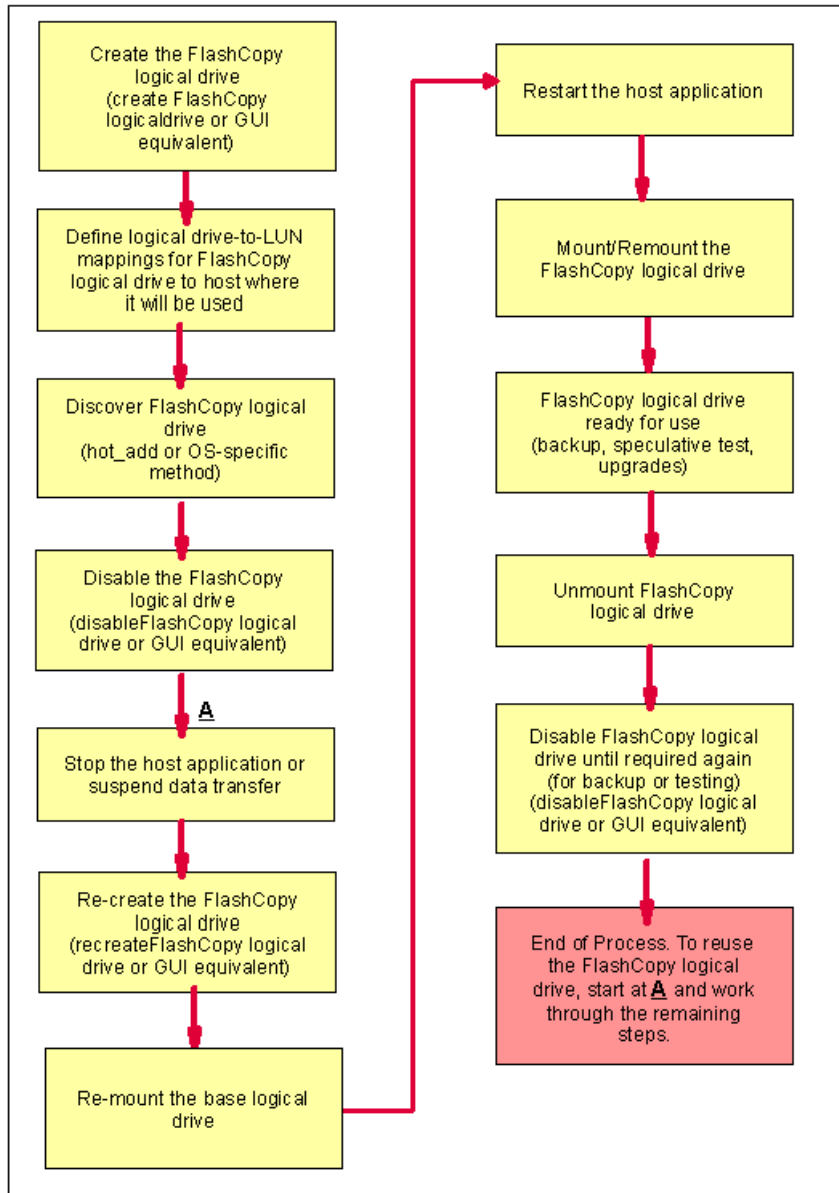 Create the FlashCopy
logical drive
(create FlashCopy
logicaldrive or GUI
equivalent)
Define logical drive-to-LUN
mappings for FlashCopy
logical drive to host where
it will be used
Discover FlashCopy logical
drive
(hot_add or OS-specific
method)
Disable the FlashCopy
logical drive
(disableFlashCopy logical
drive or GUI equivalent)
A
Stop the host application or
suspend data transfer
Re-create the FlashCopy
logical drive
(recreateFlashCopy logical
drive or GUI equivalent)
Re-mount the base logical
drive
Restart the host application
Mount/Remount the
FlashCopy logical drive
FlashCopy logical drive
ready for use
(backup, speculative test,
upgrades)
Unmount FlashCopy
logical drive
Disable FlashCopy logical
drive until required again
(for backup or testing)
(disableFlashCopy logical
drive or GUI equivalent)
End of Process. To reuse
the FlashCopy logical
drive, start at A and work
through the remaining
steps.